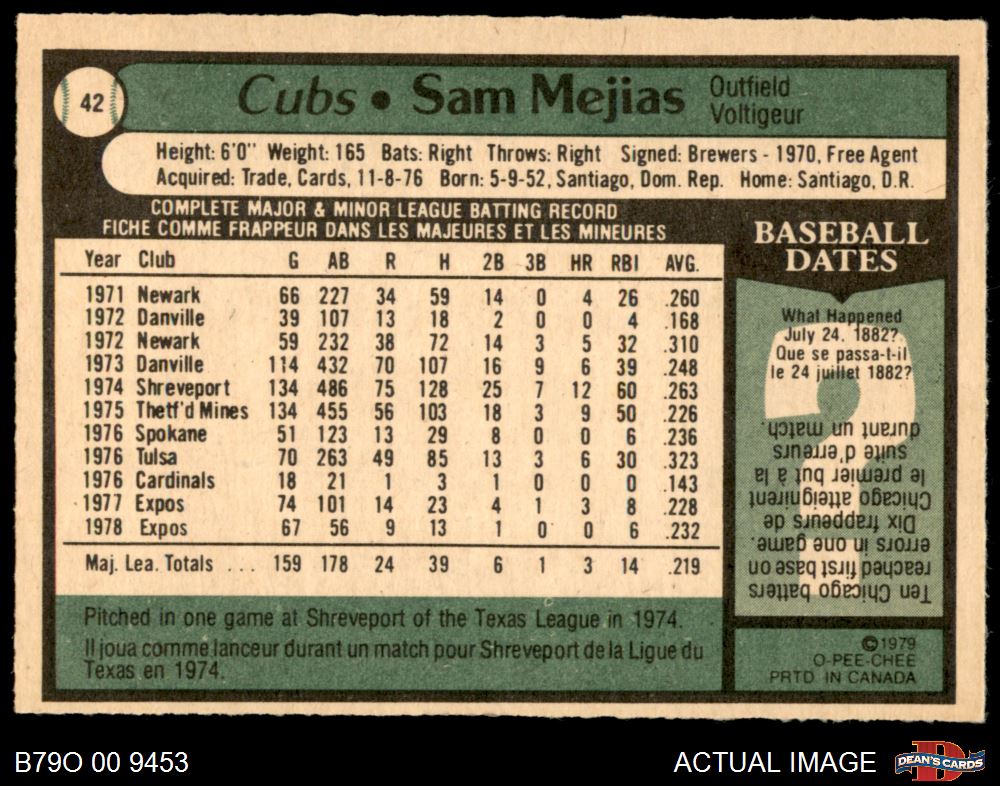 42
Cubs • Sam Mejias
Outfield
Voltigeur
Height: 6'0" Weight: 165 Bats: Right Throws: Right Signed: Brewers - 1970, Free Agent
Acquired: Trade, Cards, 11-8-76 Born: 5-9-52, Santiago, Dom. Rep. Home: Santiago, D.R.
COMPLETE MAJOR & MINOR LEAGUE BATTING RECORD
FICHE COMME FRAPPEUR DANS LES MAJEURES ET LES MINEURES
Year Club G AB R H 2B 3B HR RBI AVG.
1971 Newark 66 227 34 59 14 0 4 26 .260
1972 Danville 39 107 13 18 2 0 0 4 .168
1972 Newark 59 232 38 72 14 3 5 32 .310
1973 Danville 114 432 70 107 16 9 6 39 .248
1974 Shreveport 134 486 75 128 25 7 12 60 .263
1975 Thetf'd Mines 134 455 56 103 18 3 9 50 .226
1976 Spokane 51 123 13 29 8 0 0 6 .236
1976 Tulsa 70 263 49 85 13 3 6 30 .323
1976 Cardinals 18 21 1 3 1 0 0 0 .143
1977 Expos 74 101 14 23 4 1 3 8 .228
1978 Expos 67 56 9 13 1 0 0 6 .232
Maj. Lea. Totals ... 159 178 24 39 6 1 3 14 .219
Pitched in one game at Shreveport of the Texas League in 1974.
Il joua comme lanceur durant un match pour Shreveport de la Ligue du
Texas en 1974.
BASEBALL
DATES
What Happened
July 24, 1882?
Que se passa-t-il
le 24 juillet 1882?
Ten Chicago batters
reached first base on
errors in one game.
Dix frappeurs de
Chicago atteignirent
le premier but à la
suite d'erreurs
durant un match.
©1979
O-PEE-CHEE
PRTD. IN CANADA
B79O 00 9453
ACTUAL IMAGE
DEAN'S CARDS